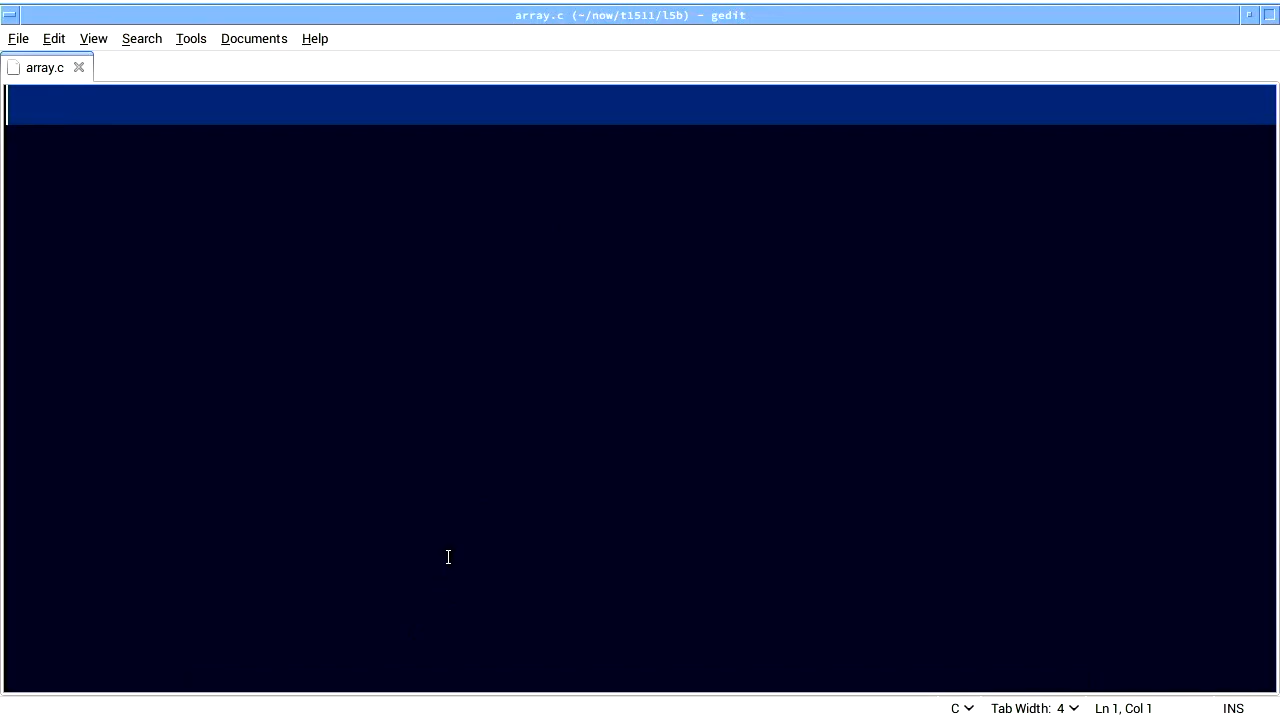 array.c (~/now/t1511/l5b) - gedit
File Edit View Search Tools Documents Help
array.c
C Tab Width: 4 Ln 1, Col 1 INS